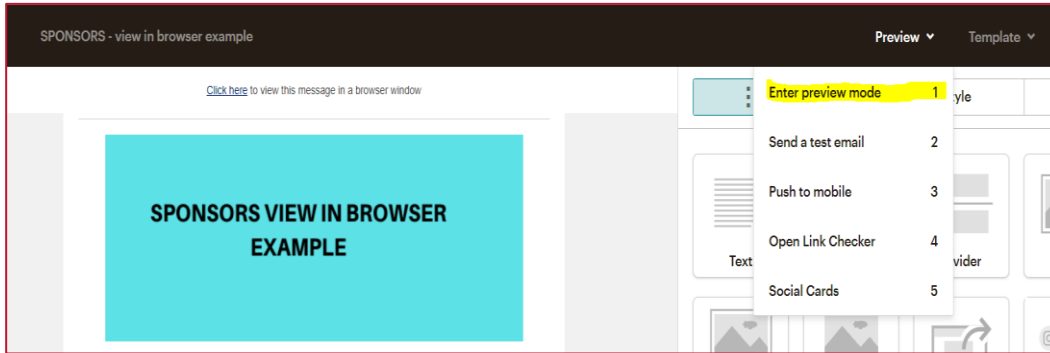 SPONSORS - view in browser example
Preview
Template
Click here to view this message in a browser window
Enter preview mode 1
Send a test email 2
Push to mobile 3
Open Link Checker 4
Social Cards 5
yle
SPONSORS VIEW IN BROWSER
EXAMPLE
Text
vider